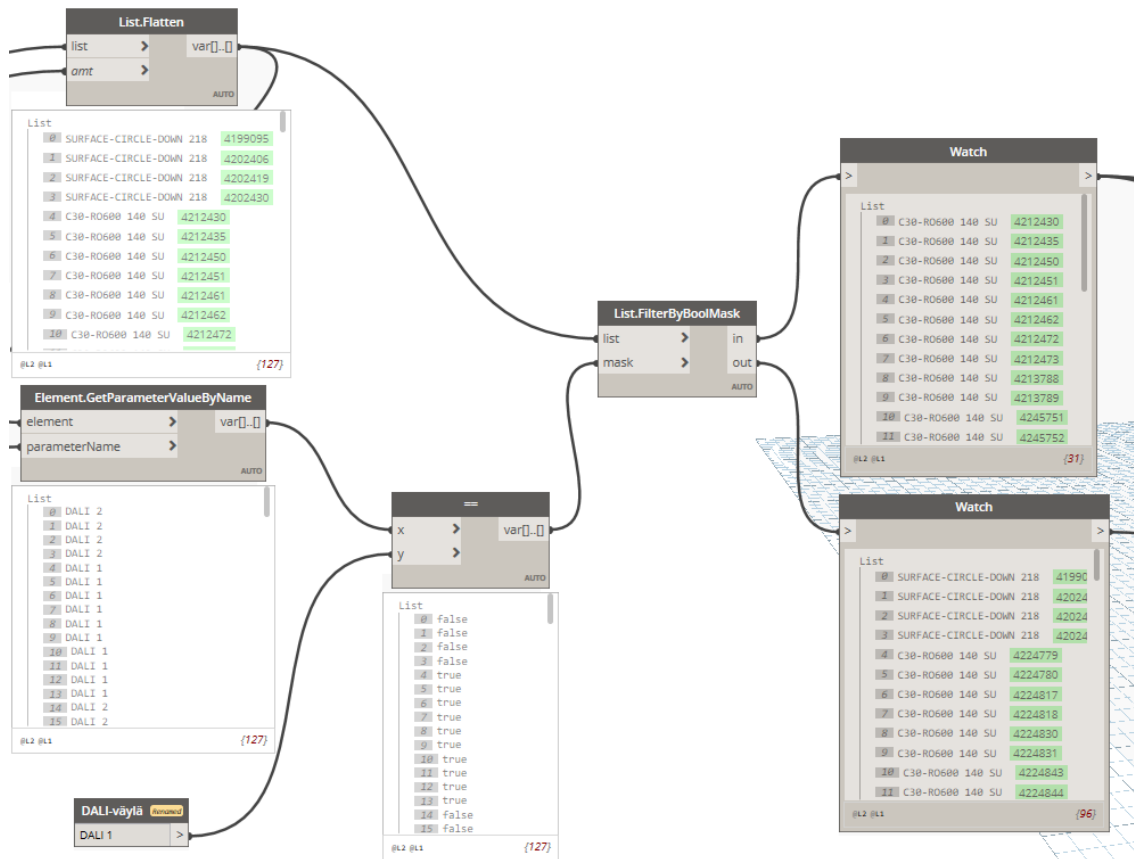 List.Flatten
list > var[]..[]
amt >
AUTO
List
0 SURFACE-CIRCLE-DOWN 218 4199095
1 SURFACE-CIRCLE-DOWN 218 4202406
2 SURFACE-CIRCLE-DOWN 218 4202419
3 SURFACE-CIRCLE-DOWN 218 4202430
4 C30-RO600 140 SU 4212430
5 C30-RO600 140 SU 4212435
6 C30-RO600 140 SU 4212450
7 C30-RO600 140 SU 4212451
8 C30-RO600 140 SU 4212461
9 C30-RO600 140 SU 4212462
10 C30-RO600 140 SU 4212472
@L2 @L1 {127}
Element.GetParameterValueByName
element > var[]..[]
parameterName >
AUTO
List
0 DALI 2
1 DALI 2
2 DALI 2
3 DALI 2
4 DALI 1
5 DALI 1
6 DALI 1
7 DALI 1
8 DALI 1
9 DALI 1
10 DALI 1
11 DALI 1
12 DALI 1
13 DALI 1
14 DALI 2
15 DALI 2
@L2 @L1 {127}
DALI-väylä Renamed
DALI 1 >
==
x > var[]..[]
y >
AUTO
List
0 false
1 false
2 false
3 false
4 true
5 true
6 true
7 true
8 true
9 true
10 true
11 true
12 true
13 true
14 false
15 false
@L2 @L1 {127}
List.FilterByBoolMask
list > in
mask > out
AUTO
Watch
> >
List
0 C30-RO600 140 SU 4212430
1 C30-RO600 140 SU 4212435
2 C30-RO600 140 SU 4212450
3 C30-RO600 140 SU 4212451
4 C30-RO600 140 SU 4212461
5 C30-RO600 140 SU 4212462
6 C30-RO600 140 SU 4212472
7 C30-RO600 140 SU 4212473
8 C30-RO600 140 SU 4213788
9 C30-RO600 140 SU 4213789
10 C30-RO600 140 SU 4245751
11 C30-RO600 140 SU 4245752
@L2 @L1 {31}
Watch
> >
List
0 SURFACE-CIRCLE-DOWN 218 41990
1 SURFACE-CIRCLE-DOWN 218 42024
2 SURFACE-CIRCLE-DOWN 218 42024
3 SURFACE-CIRCLE-DOWN 218 42024
4 C30-RO600 140 SU 4224779
5 C30-RO600 140 SU 4224780
6 C30-RO600 140 SU 4224817
7 C30-RO600 140 SU 4224818
8 C30-RO600 140 SU 4224830
9 C30-RO600 140 SU 4224831
10 C30-RO600 140 SU 4224843
11 C30-RO600 140 SU 4224844
@L2 @L1 {96}